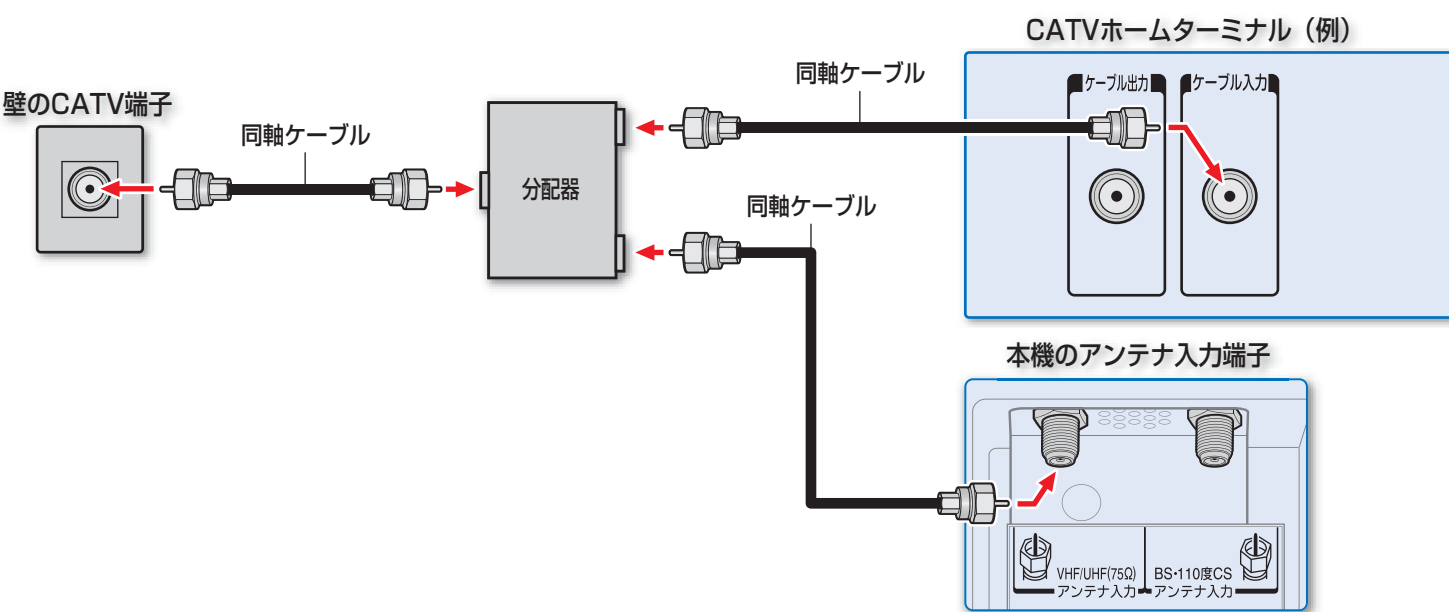 CATVホームターミナル（例）
同軸ケーブル
ケーブル出力
ケーブル入力
壁のCATV端子
同軸ケーブル
分配器
同軸ケーブル
本機のアンテナ入力端子
VHF/UHF(75Ω)
アンテナ入力
BS･110度CS
アンテナ入力